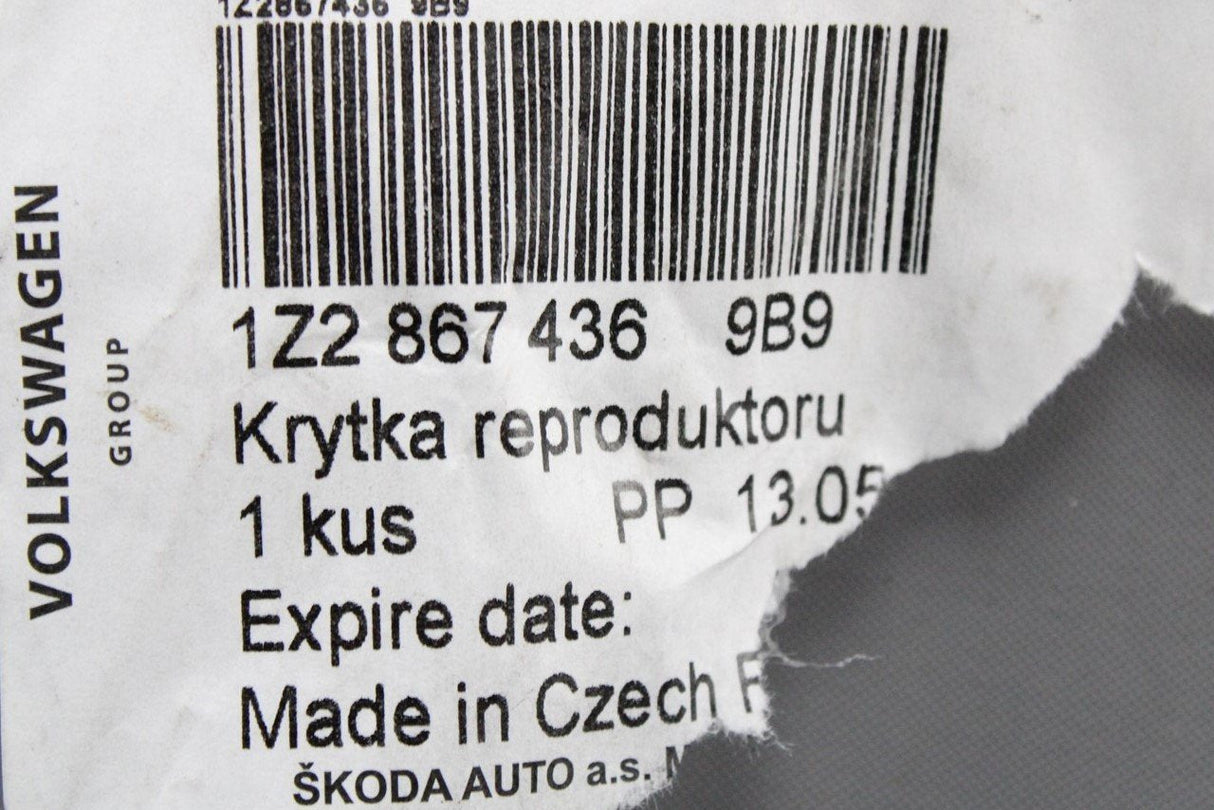 1Z2867436 9B9
1Z2 867 436 9B9
Krytka reproduktoru
1 kus PP 13.05
Expire date:
Made in Czech
ŠKODA AUTO a.s.
VOLKSWAGEN
GROUP